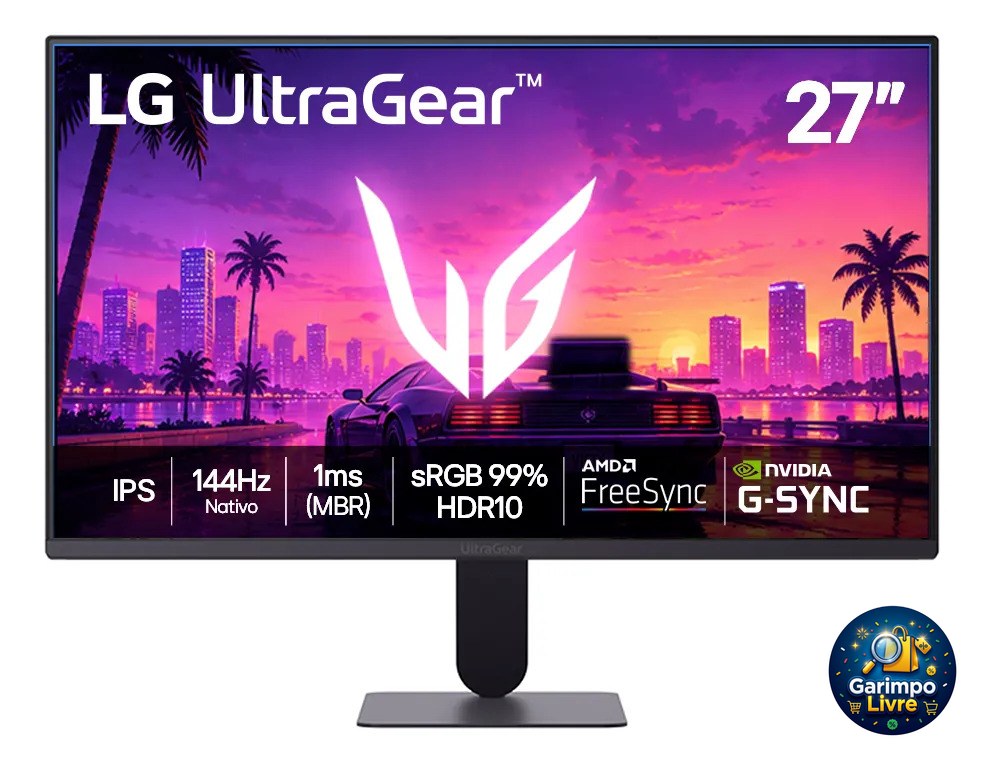 LG UltraGear™
27"
IPS
144Hz
Nativo
1ms
(MBR)
sRGB 99%
HDR10
AMD
FreeSync
NVIDIA
G-SYNC
UltraGear
Garimpo
Livre